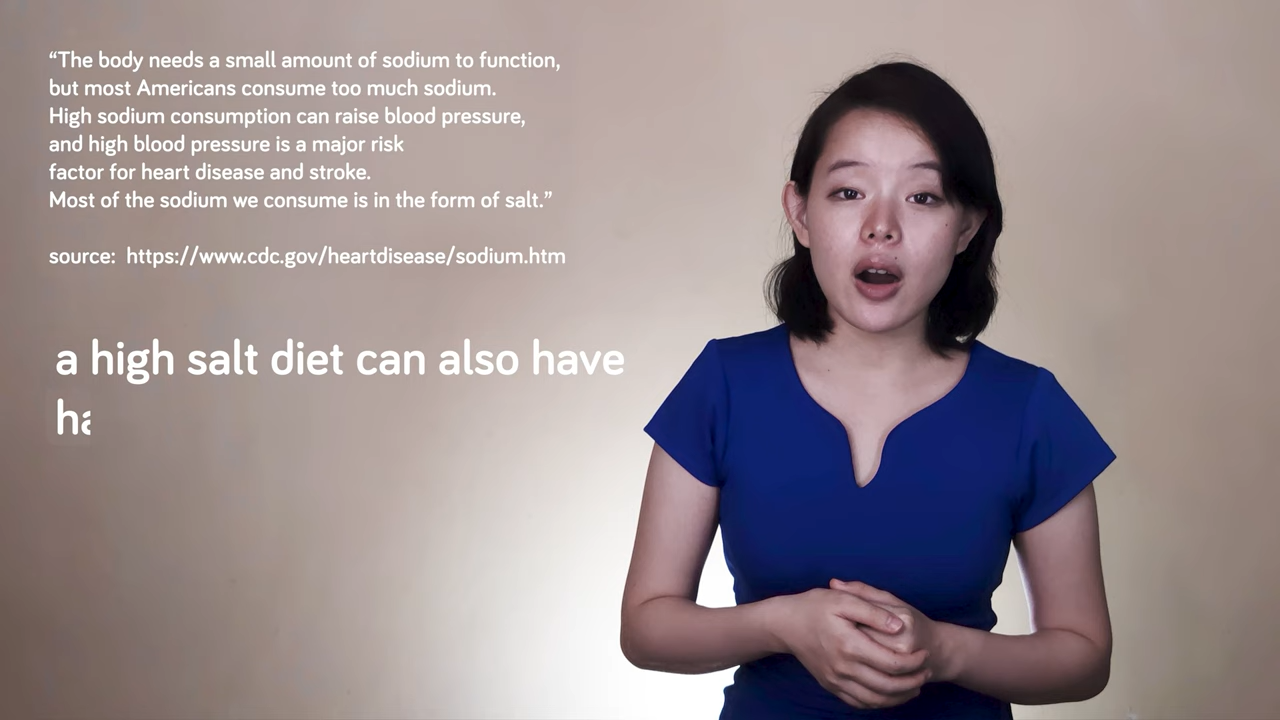 “The body needs a small amount of sodium to function,
but most Americans consume too much sodium.
High sodium consumption can raise blood pressure,
and high blood pressure is a major risk
factor for heart disease and stroke.
Most of the sodium we consume is in the form of salt.”
source: https://www.cdc.gov/heartdisease/sodium.htm
a high salt diet can also have
ha